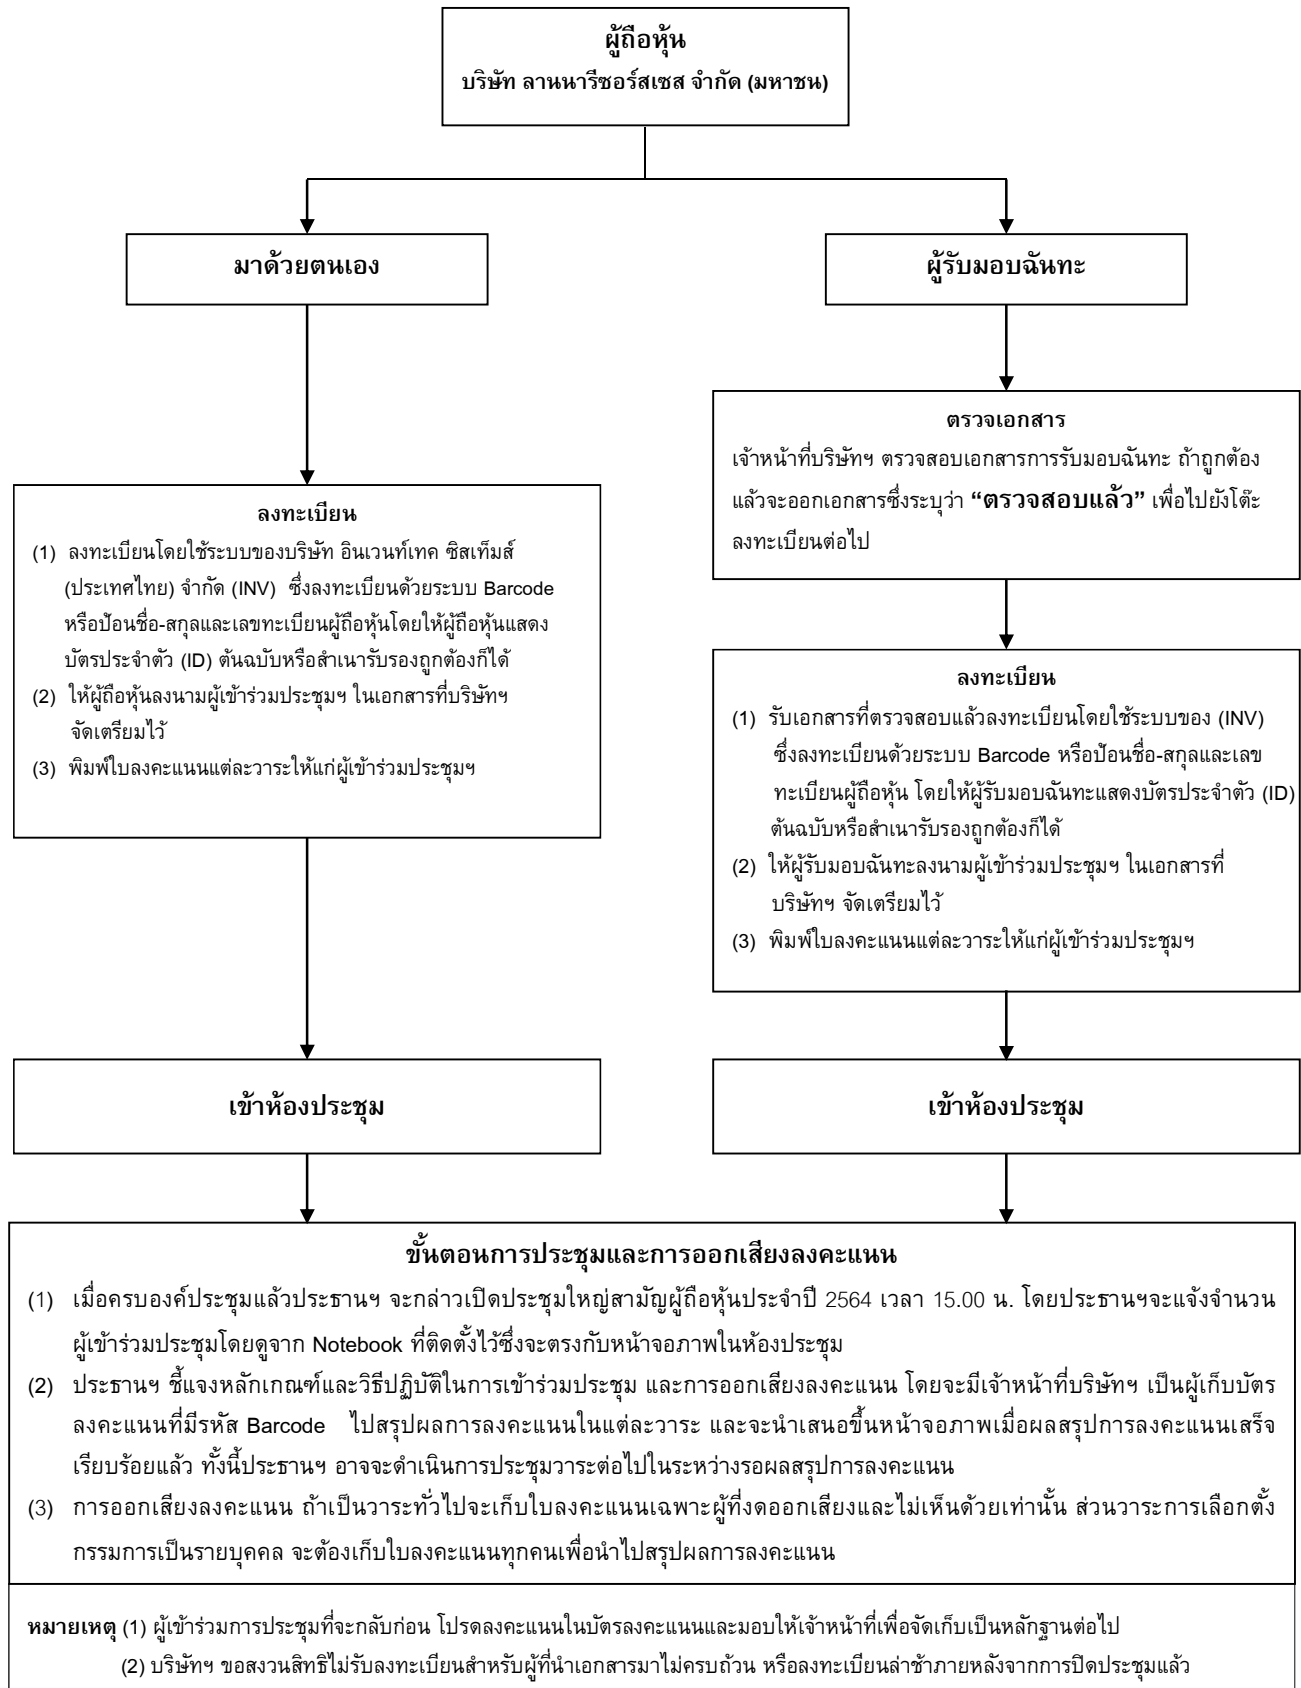 ผู้ถือหุ้น
บริษัท ลานนารีซอร์สเซส จำกัด (มหาชน)
มาด้วยตนเอง
ผู้รับมอบฉันทะ
ตรวจเอกสาร
เจ้าหน้าที่บริษัทฯ ตรวจสอบเอกสารการรับมอบฉันทะ ถ้าถูกต้อง
แล้วจะออกเอกสารซึ่งระบุว่า “ตรวจสอบแล้ว” เพื่อไปยังโต๊ะ
ลงทะเบียนต่อไป
ลงทะเบียน
(1) ลงทะเบียนโดยใช้ระบบของบริษัท อินเวนท์เทค ซิสเท็มส์
(ประเทศไทย) จำกัด (INV) ซึ่งลงทะเบียนด้วยระบบ Barcode
หรือป้อนชื่อ-สกุลและเลขทะเบียนผู้ถือหุ้นโดยให้ผู้ถือหุ้นแสดง
บัตรประจำตัว (ID) ต้นฉบับหรือสำเนารับรองถูกต้องก็ได้
(2) ให้ผู้ถือหุ้นลงนามผู้เข้าร่วมประชุมฯ ในเอกสารที่บริษัทฯ
จัดเตรียมไว้
(3) พิมพ์ใบลงคะแนนแต่ละวาระให้แก่ผู้เข้าร่วมประชุมฯ
ลงทะเบียน
(1) รับเอกสารที่ตรวจสอบแล้วลงทะเบียนโดยใช้ระบบของ (INV)
ซึ่งลงทะเบียนด้วยระบบ Barcode หรือป้อนชื่อ-สกุลและเลข
ทะเบียนผู้ถือหุ้น โดยให้ผู้รับมอบฉันทะแสดงบัตรประจำตัว (ID)
ต้นฉบับหรือสำเนารับรองถูกต้องก็ได้
(2) ให้ผู้รับมอบฉันทะลงนามผู้เข้าร่วมประชุมฯ ในเอกสารที่
บริษัทฯ จัดเตรียมไว้
(3) พิมพ์ใบลงคะแนนแต่ละวาระให้แก่ผู้เข้าร่วมประชุมฯ
เข้าห้องประชุม
เข้าห้องประชุม
ขั้นตอนการประชุมและการออกเสียงลงคะแนน
(1) เมื่อครบองค์ประชุมแล้วประธานฯ จะกล่าวเปิดประชุมใหญ่สามัญผู้ถือหุ้นประจำปี 2564 เวลา 15.00 น. โดยประธานฯจะแจ้งจำนวน
ผู้เข้าร่วมประชุมโดยดูจาก Notebook ที่ติดตั้งไว้ซึ่งจะตรงกับหน้าจอภาพในห้องประชุม
(2) ประธานฯ ชี้แจงหลักเกณฑ์และวิธีปฏิบัติในการเข้าร่วมประชุม และการออกเสียงลงคะแนน โดยจะมีเจ้าหน้าที่บริษัทฯ เป็นผู้เก็บบัตร
ลงคะแนนที่มีรหัส Barcode ไปสรุปผลการลงคะแนนในแต่ละวาระ และจะนำเสนอขึ้นหน้าจอภาพเมื่อผลสรุปการลงคะแนนเสร็จ
เรียบร้อยแล้ว ทั้งนี้ประธานฯ อาจจะดำเนินการประชุมวาระต่อไปในระหว่างรอผลสรุปการลงคะแนน
(3) การออกเสียงลงคะแนน ถ้าเป็นวาระทั่วไปจะเก็บใบลงคะแนนเฉพาะผู้ที่งดออกเสียงและไม่เห็นด้วยเท่านั้น ส่วนวาระการเลือกตั้ง
กรรมการเป็นรายบุคคล จะต้องเก็บใบลงคะแนนทุกคนเพื่อนำไปสรุปผลการลงคะแนน
หมายเหตุ (1) ผู้เข้าร่วมการประชุมที่จะกลับก่อน โปรดลงคะแนนในบัตรลงคะแนนและมอบให้เจ้าหน้าที่เพื่อจัดเก็บเป็นหลักฐานต่อไป
(2) บริษัทฯ ขอสงวนสิทธิไม่รับลงทะเบียนสำหรับผู้ที่นำเอกสารมาไม่ครบถ้วน หรือลงทะเบียนล่าช้าภายหลังจากการปิดประชุมแล้ว